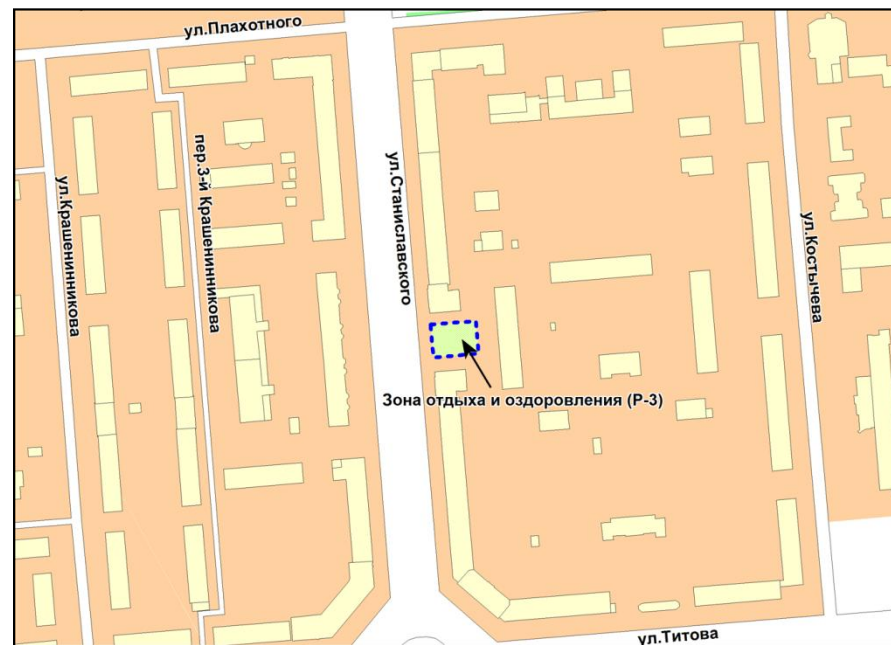 ул.Плахотного
ул.Крашенинникова
пер.3-й Крашенинникова
ул.Станиславского
ул.Костычева
Зона отдыха и оздоровления (Р-3)
ул.Титова